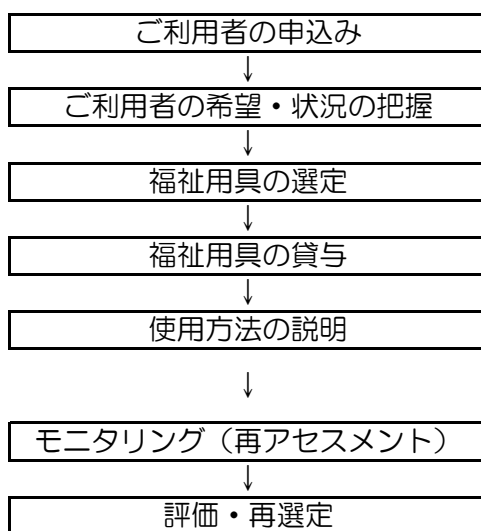 ご利用者の申込み
↓
ご利用者の希望・状況の把握
↓
福祉用具の選定
↓
福祉用具の貸与
↓
使用方法の説明
↓
モニタリング（再アセスメント）
↓
評価・再選定